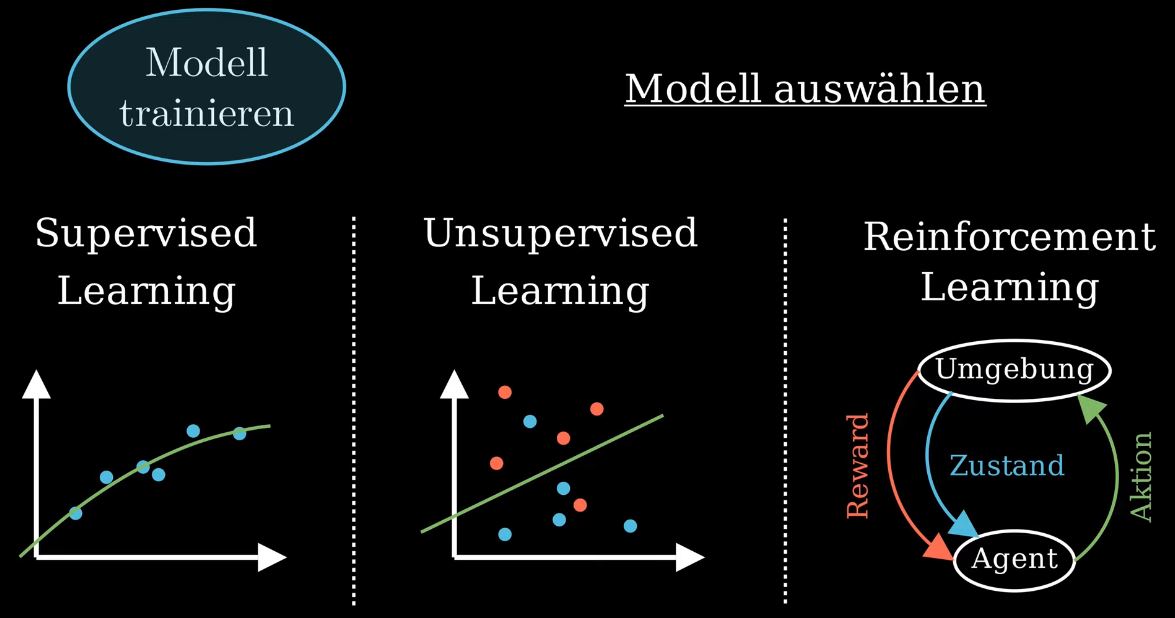 Modell
trainieren
Modell auswählen
Supervised
Learning
Unsupervised
Learning
Reinforcement
Learning
Umgebung
Reward
Zustand
Aktion
Agent